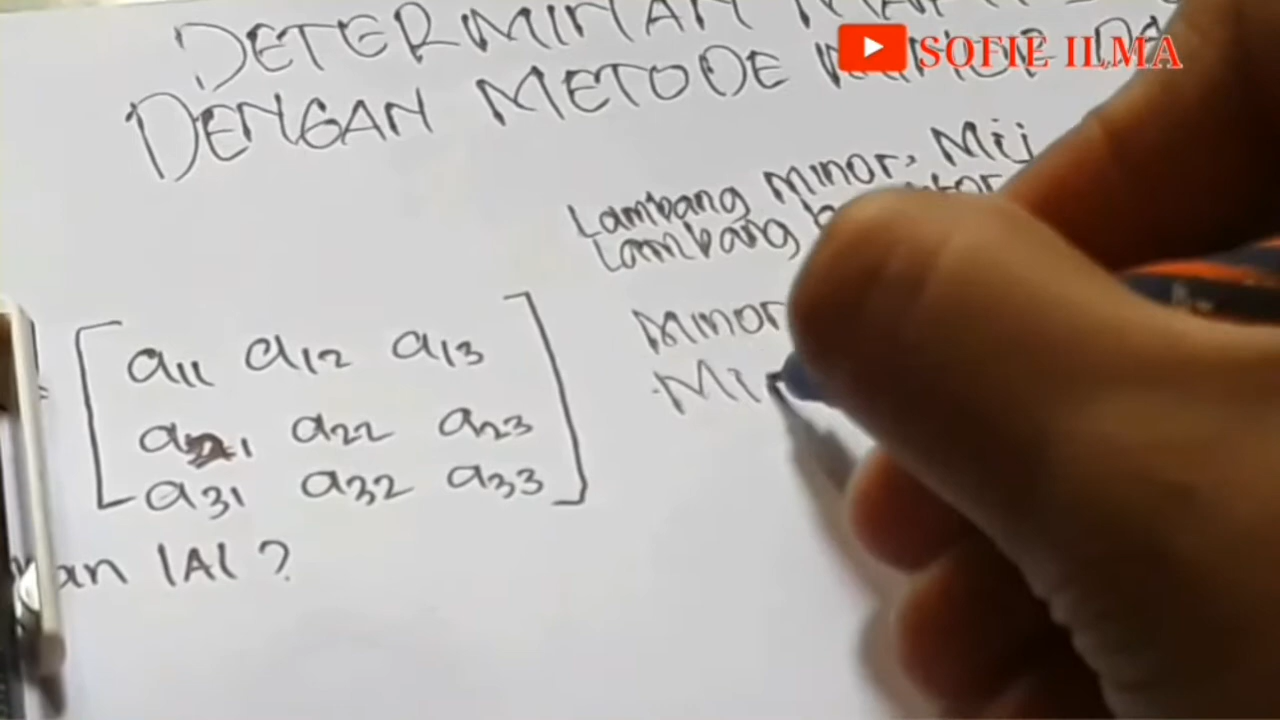 DETERMINAN
SOFIE ILMA
DENGAN METODE
Lambang Minor, Mij
Lambang
Minor
a11 a12 a13
Mi
a21 a22 a23
a31 a32 a33
|A| ?